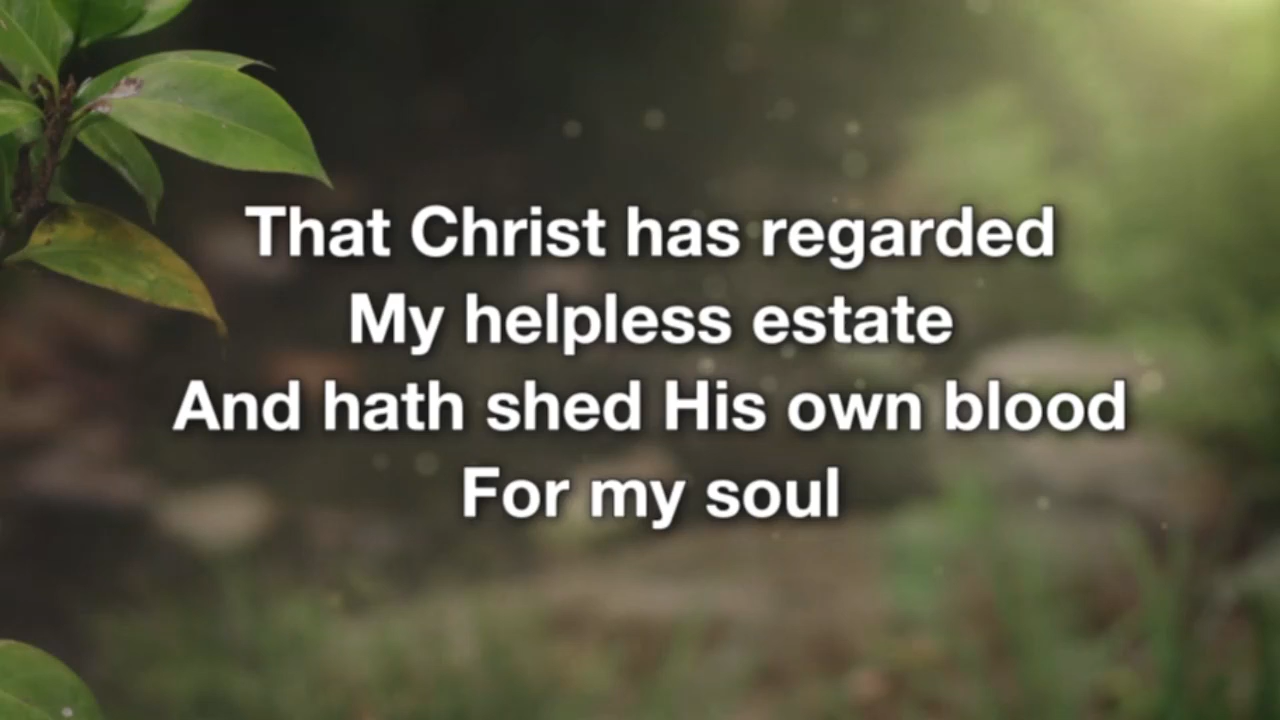 That Christ has regarded
My helpless estate
And hath shed His own blood
For my soul